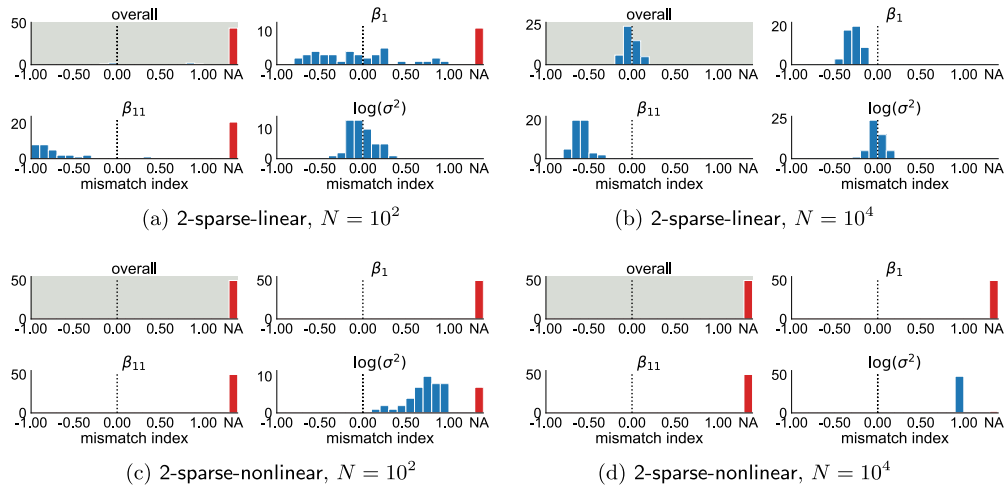 overall
50
0
-1.00 -0.50 0.00 0.50 1.00 NA
β₁
10
0
-1.00 -0.50 0.00 0.50 1.00 NA
β₁₁
20
0
-1.00 -0.50 0.00 0.50 1.00 NA
mismatch index
log(σ²)
10
0
-1.00 -0.50 0.00 0.50 1.00 NA
mismatch index
(a) 2-sparse-linear, N = 10²
overall
25
0
-1.00 -0.50 0.00 0.50 1.00 NA
β₁
20
0
-1.00 -0.50 0.00 0.50 1.00 NA
β₁₁
20
0
-1.00 -0.50 0.00 0.50 1.00 NA
mismatch index
log(σ²)
25
0
-1.00 -0.50 0.00 0.50 1.00 NA
mismatch index
(b) 2-sparse-linear, N = 10⁴
overall
50
0
-1.00 -0.50 0.00 0.50 1.00 NA
β₁
50
0
-1.00 -0.50 0.00 0.50 1.00 NA
β₁₁
50
0
-1.00 -0.50 0.00 0.50 1.00 NA
mismatch index
log(σ²)
10
0
-1.00 -0.50 0.00 0.50 1.00 NA
mismatch index
(c) 2-sparse-nonlinear, N = 10²
overall
50
0
-1.00 -0.50 0.00 0.50 1.00 NA
β₁
50
0
-1.00 -0.50 0.00 0.50 1.00 NA
β₁₁
50
0
-1.00 -0.50 0.00 0.50 1.00 NA
mismatch index
log(σ²)
50
0
-1.00 -0.50 0.00 0.50 1.00 NA
mismatch index
(d) 2-sparse-nonlinear, N = 10⁴